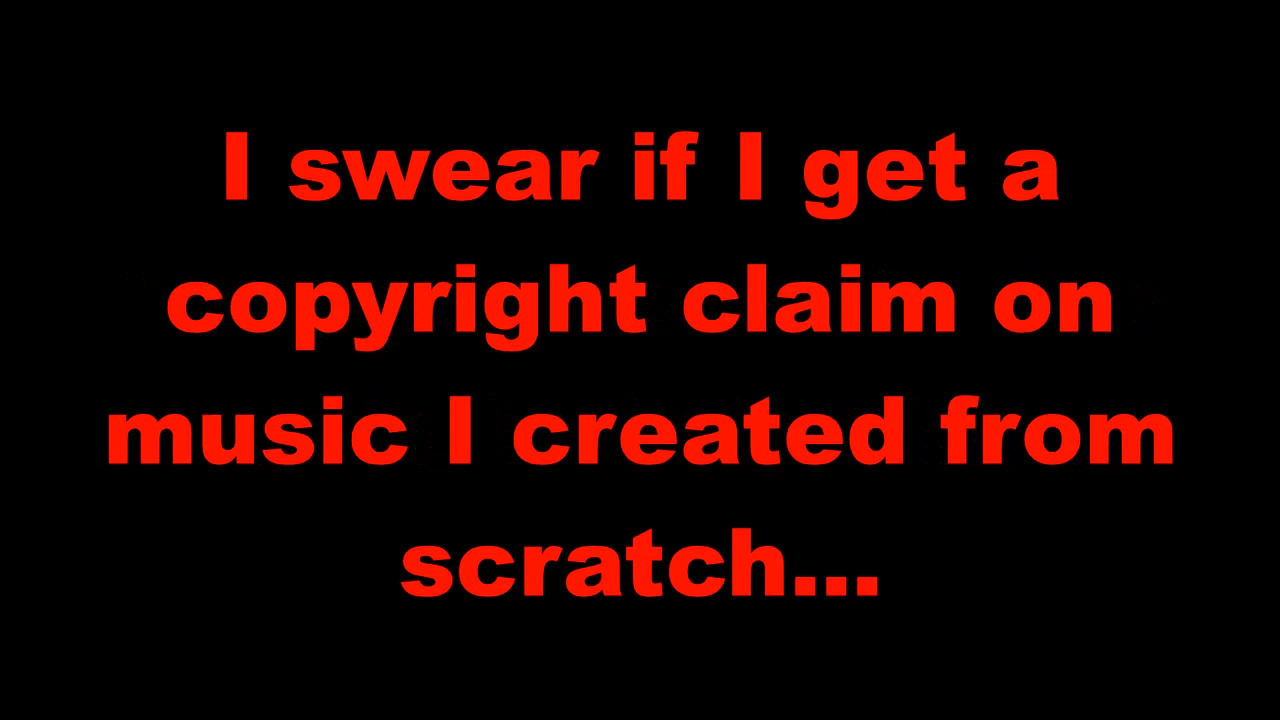 I swear if I get a
copyright claim on
music I created from
scratch...